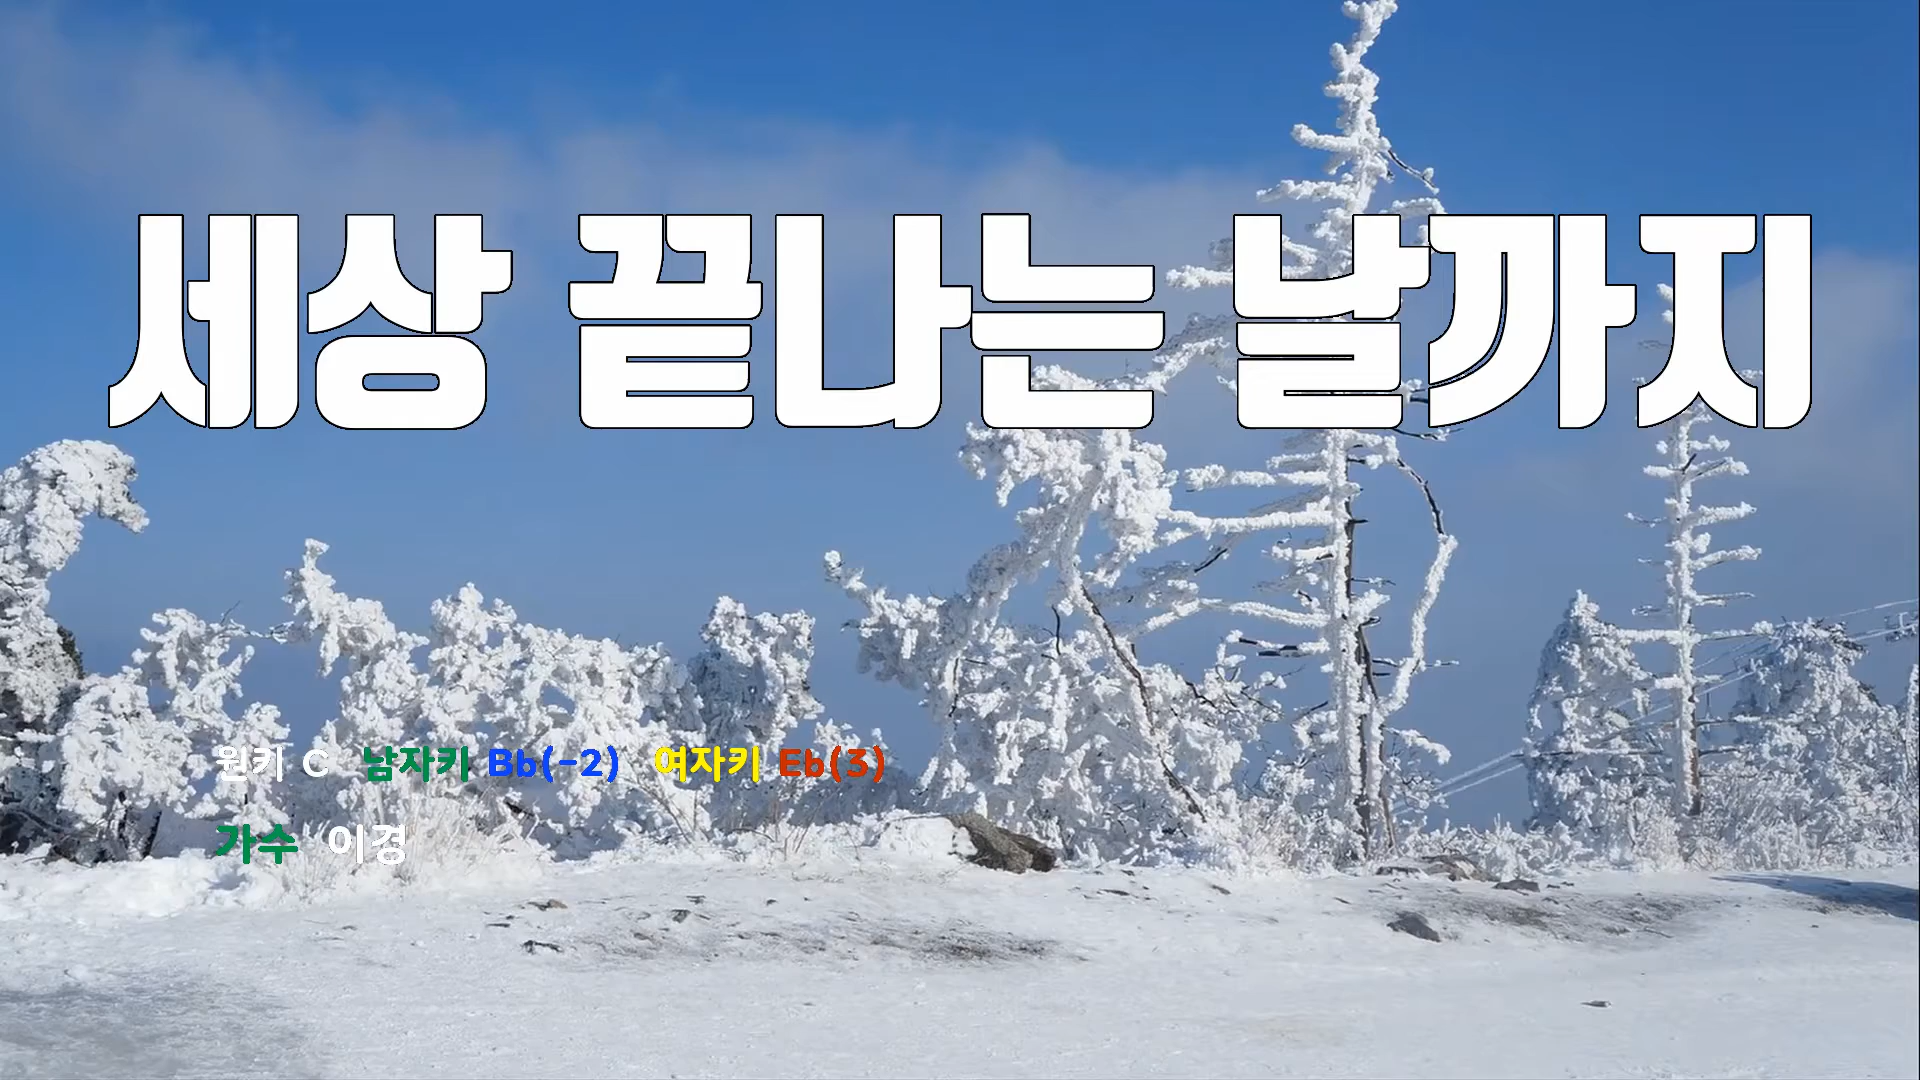 세상 끝나는 날까지
원키 C 남자키 Bb(-2) 여자키 Eb(3)
가수 이경